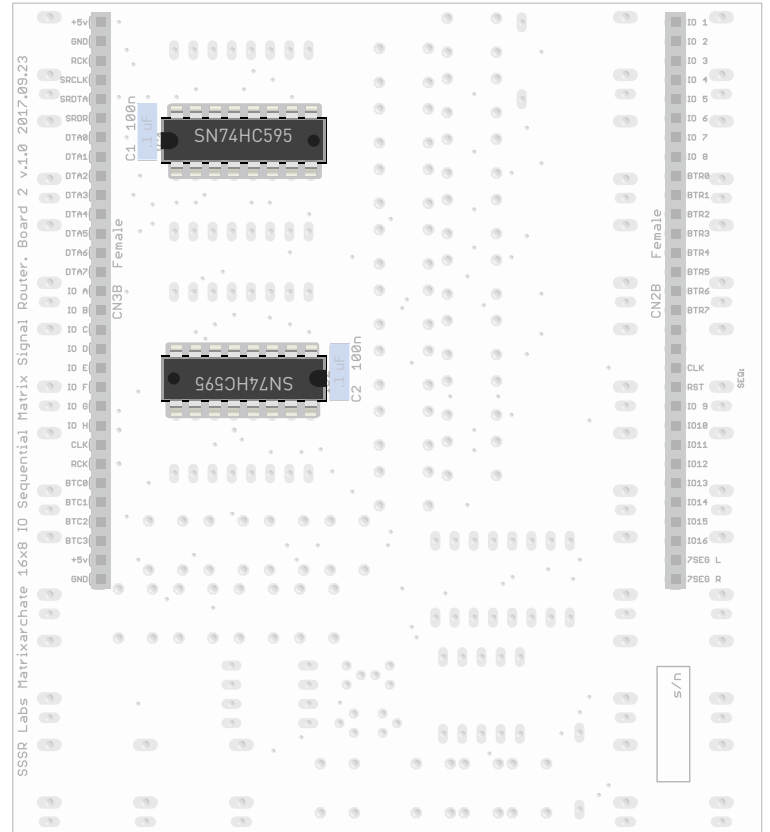 SSSR Labs Matrixarchate 16x8 IO Sequential Matrix Signal Router. Board 2 v.1.0 2017.09.23
+5v
GND
RCK
SRCLK
SRDTA
SRDR
DTA0
DTA1
DTA2
DTA3
DTA4
DTA5
DTA6
DTA7
IO A
IO B
IO C
IO D
IO E
IO F
IO G
IO H
CLK
RCK
BTC0
BTC1
BTC2
BTC3
+5v
GND
CN3B Female
C1 100n
.1 uF
SN74HC595
SN74HC595
.1 uF
C2 100n
CN2B Female
IO 1
IO 2
IO 3
IO 4
IO 5
IO 6
IO 7
IO 8
BTR0
BTR1
BTR2
BTR3
BTR4
BTR5
BTR6
BTR7
CLK
RST
IO 9
IO10
IO11
IO12
IO13
IO14
IO15
IO16
7SEG L
7SEG R
SEQ:
s/n